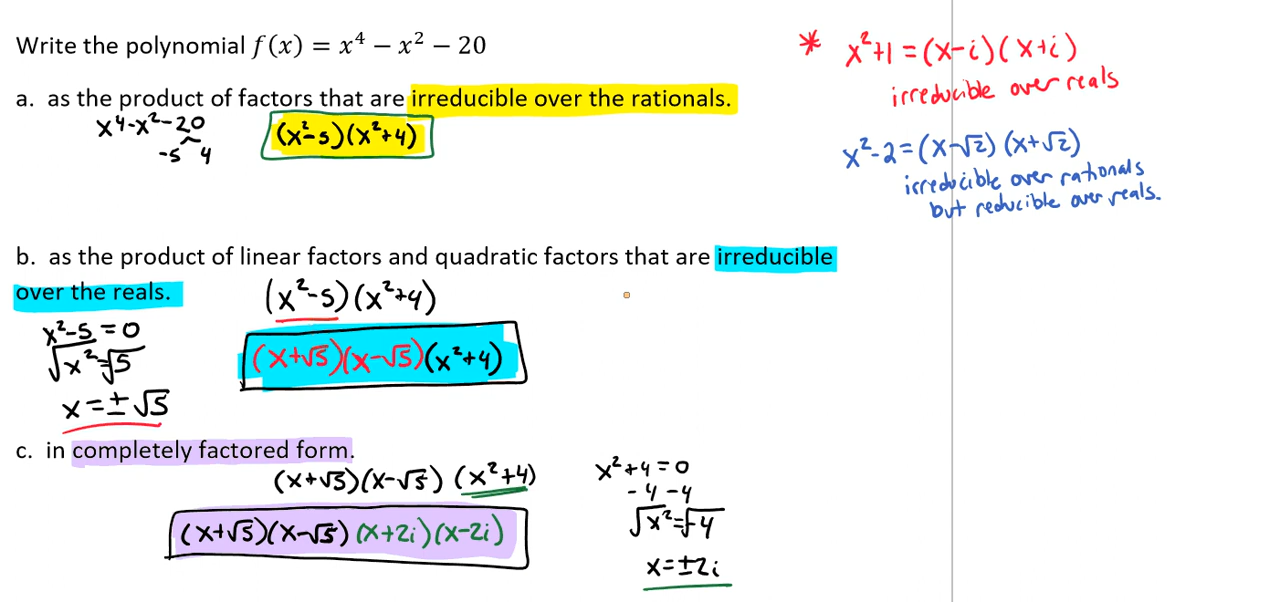 Write the polynomial f(x) = x⁴ − x² − 20
a. as the product of factors that are irreducible over the rationals.
x⁴-x²-20
-5 4
(x²-5)(x²+4)
* x²+1 = (x-i)(x+i)
irreducible over reals
x²-2 = (x-√2)(x+√2)
irreducible over rationals
but reducible over reals.
b. as the product of linear factors and quadratic factors that are irreducible
over the reals.
(x²-5)(x²+4)
x²-5=0
√x²=√5
x=±√5
(x+√5)(x-√5)(x²+4)
c. in completely factored form.
(x+√5)(x-√5)(x²+4)
(x+√5)(x-√5)(x+2i)(x-2i)
x²+4=0
-4 -4
√x²=√-4
x=±2i